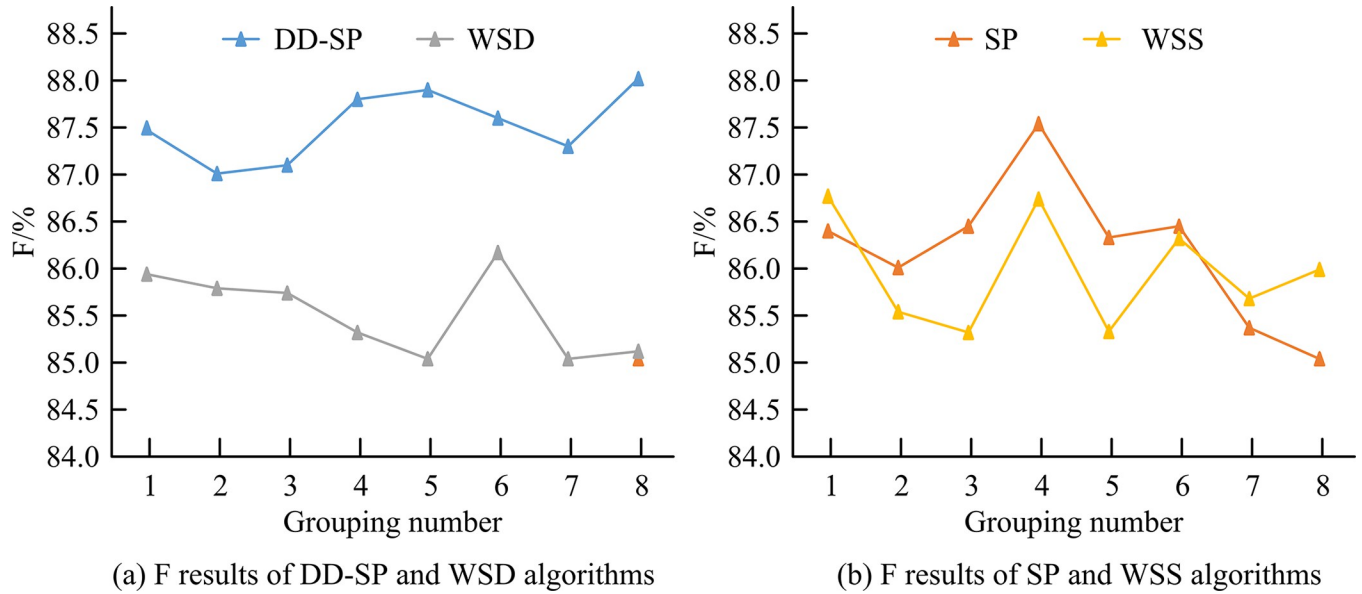 88.5
88.0
87.5
87.0
86.5
86.0
85.5
85.0
84.5
84.0
F/%
DD-SP WSD
1 2 3 4 5 6 7 8
Grouping number
(a) F results of DD-SP and WSD algorithms
88.5
88.0
87.5
87.0
86.5
86.0
85.5
85.0
84.5
84.0
F/%
SP WSS
1 2 3 4 5 6 7 8
Grouping number
(b) F results of SP and WSS algorithms